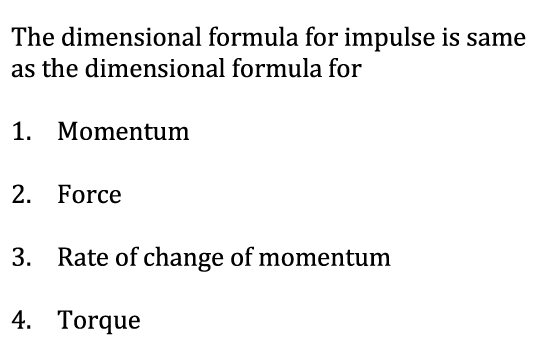 The dimensional formula for impulse is same
as the dimensional formula for
1. Momentum
2. Force
3. Rate of change of momentum
4. Torque